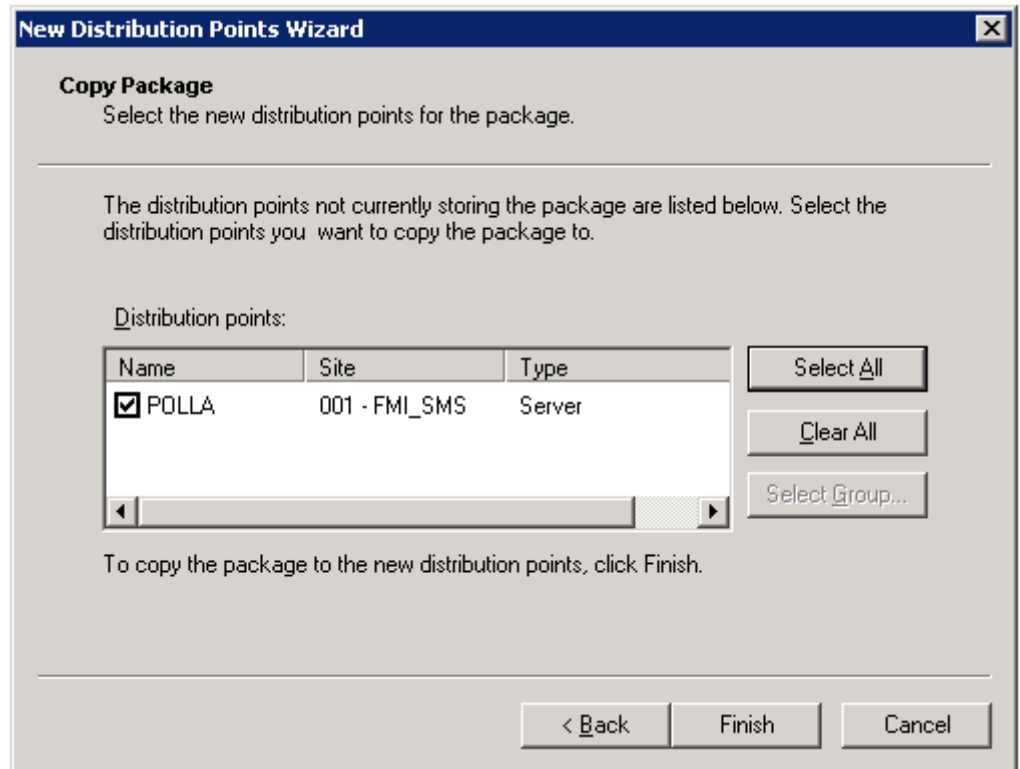 New Distribution Points Wizard
Copy Package
Select the new distribution points for the package.
The distribution points not currently storing the package are listed below. Select the
distribution points you  want to copy the package to.
Distribution points:
Name Site Type
POLLA 001 - FMI_SMS Server
Select All
Clear All
Select Group...
To copy the package to the new distribution points, click Finish.
< Back Finish Cancel